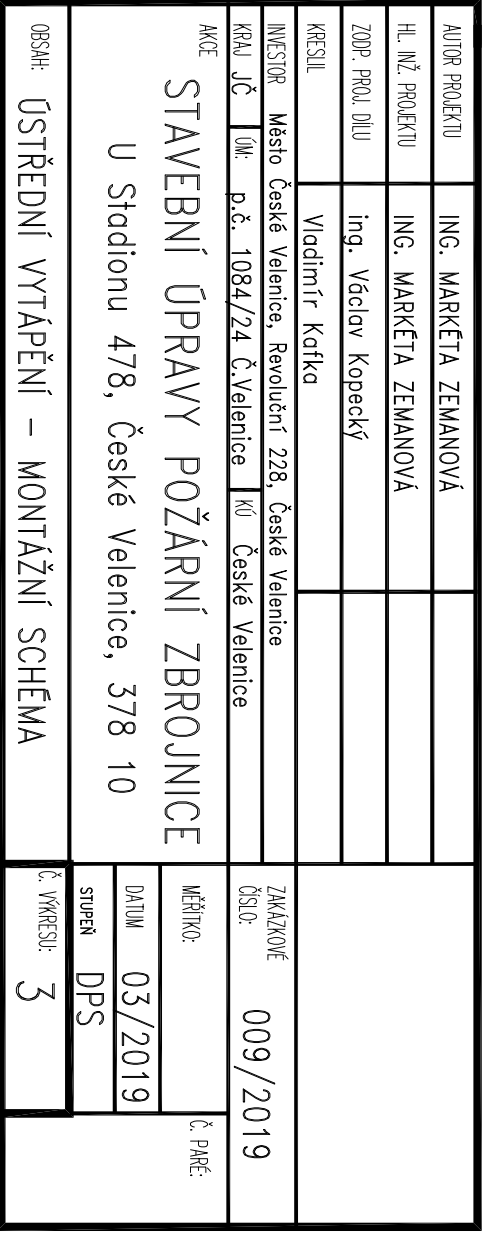 AUTOR PROJEKTU ING. MARKÉTA ZEMANOVÁ
HL. INŽ. PROJEKTU ING. MARKÉTA ZEMANOVÁ
ZODP. PROJ. DÍLU ing. Václav Kopecký
KRESLIL Vladimír Kafka
INVESTOR Město České Velenice, Revoluční 228, České Velenice
KRAJ JČ ÚM: p.č. 1084/24 Č.Velenice KÚ České Velenice
AKCE
STAVEBNÍ ÚPRAVY POŽÁRNÍ ZBROJNICE
U Stadionu 478, České Velenice, 378 10
OBSAH: ÚSTŘEDNÍ VYTÁPĚNÍ - MONTÁŽNÍ SCHÉMA
ZAKÁZKOVÉ
ČÍSLO: 009/2019
MĚŘÍTKO:
DATUM 03/2019
STUPEŇ DPS
Č. VÝKRESU: 3
Č. PARÉ: